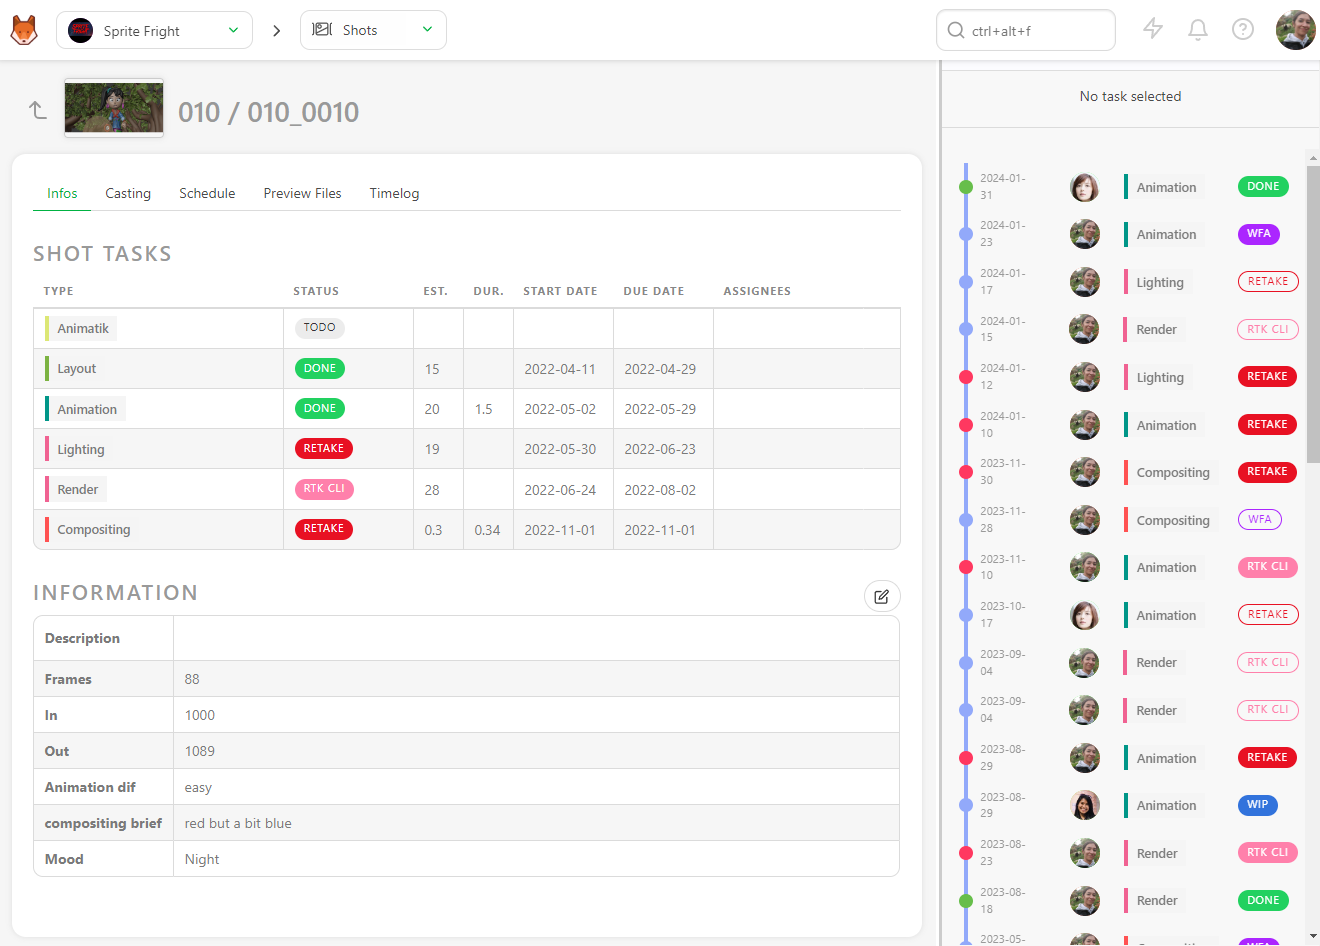 Sprite Fright
Shots
ctrl+alt+f
010 / 010_0010
No task selected
Infos Casting Schedule Preview Files Timelog
SHOT TASKS
TYPE STATUS EST. DUR. START DATE DUE DATE ASSIGNEES
Animatik TODO
Layout DONE 15 2022-04-11 2022-04-29
Animation DONE 20 1.5 2022-05-02 2022-05-29
Lighting RETAKE 19 2022-05-30 2022-06-23
Render RTK CLI 28 2022-06-24 2022-08-02
Compositing RETAKE 0.3 0.34 2022-11-01 2022-11-01
INFORMATION
Description
Frames 88
In 1000
Out 1089
Animation dif easy
compositing brief red but a bit blue
Mood Night
2024-01-
31 Animation DONE
2024-01-
23 Animation WFA
2024-01-
17 Lighting RETAKE
2024-01-
15 Render RTK CLI
2024-01-
12 Lighting RETAKE
2024-01-
10 Animation RETAKE
2023-11-
30 Compositing RETAKE
2023-11-
28 Compositing WFA
2023-11-
10 Animation RTK CLI
2023-10-
17 Animation RETAKE
2023-09-
04 Render RTK CLI
2023-09-
04 Render RTK CLI
2023-08-
29 Animation RETAKE
2023-08-
29 Animation WIP
2023-08-
23 Render RTK CLI
2023-08-
18 Render DONE
2023-05-